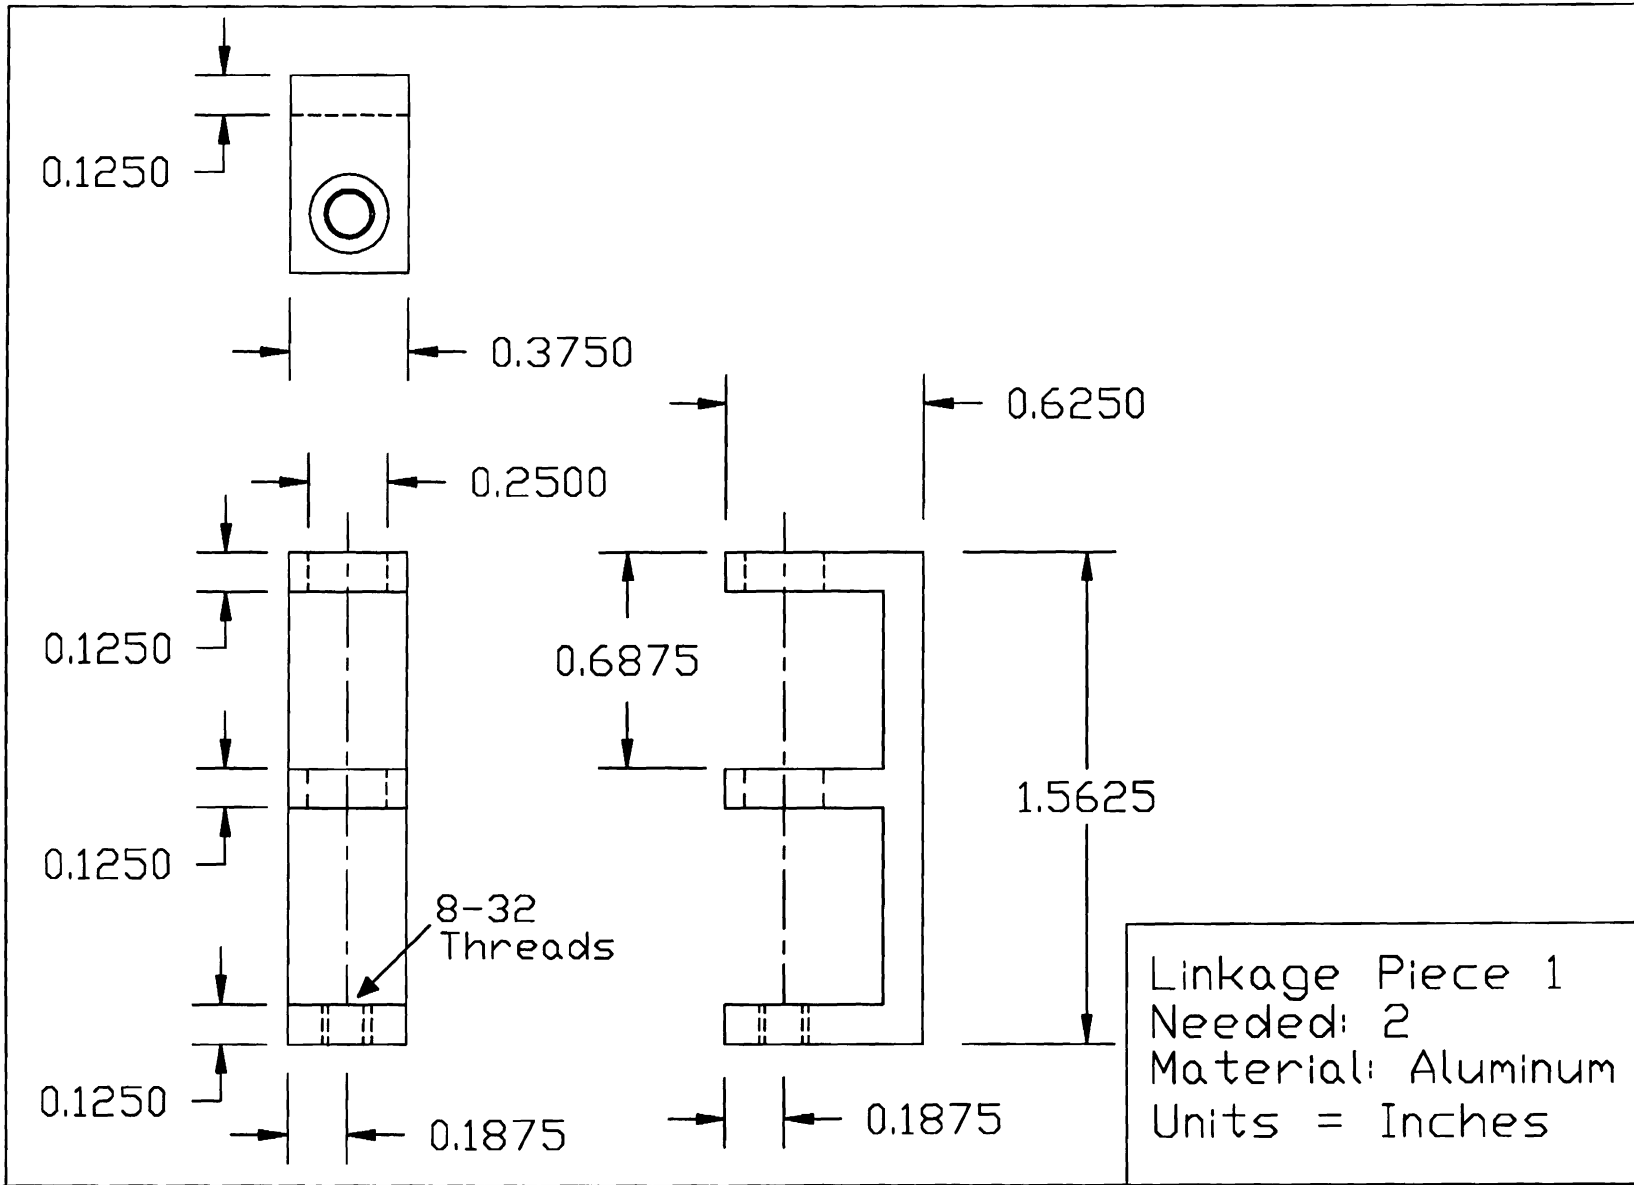 0.1250
0.3750
0.6250
0.2500
0.1250
0.6875
1.5625
0.1250
8-32
Threads
0.1250
0.1875
0.1875
Linkage Piece 1
Needed: 2
Material: Aluminum
Units = Inches